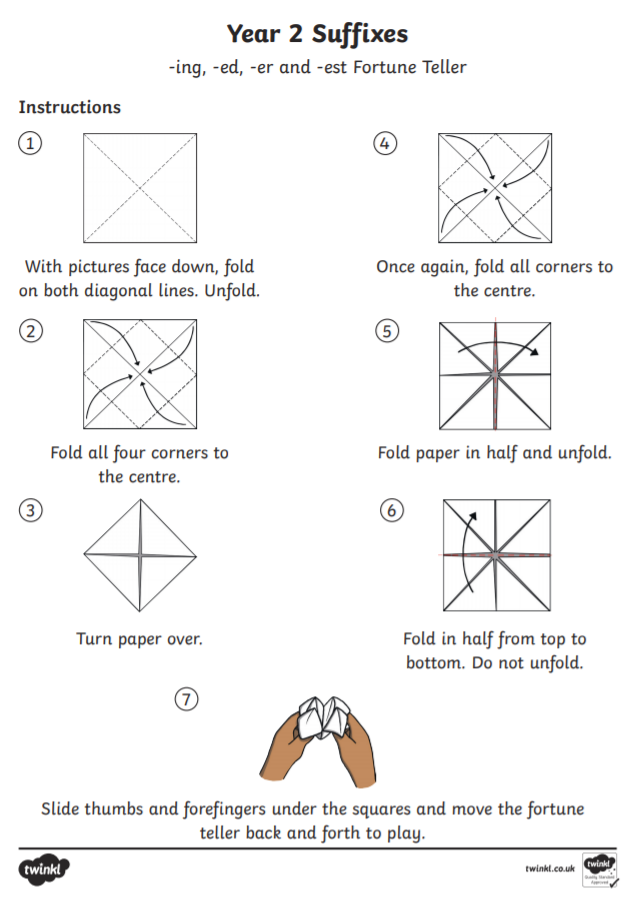 Year 2 Suffixes
-ing, -ed, -er and -est Fortune Teller
Instructions
1
With pictures face down, fold
on both diagonal lines. Unfold.
2
Fold all four corners to
the centre.
3
Turn paper over.
4
Once again, fold all corners to
the centre.
5
Fold paper in half and unfold.
6
Fold in half from top to
bottom. Do not unfold.
7
Slide thumbs and forefingers under the squares and move the fortune
teller back and forth to play.
twinkl
twinkl.co.uk
twinkl
Quality Standard
Approved